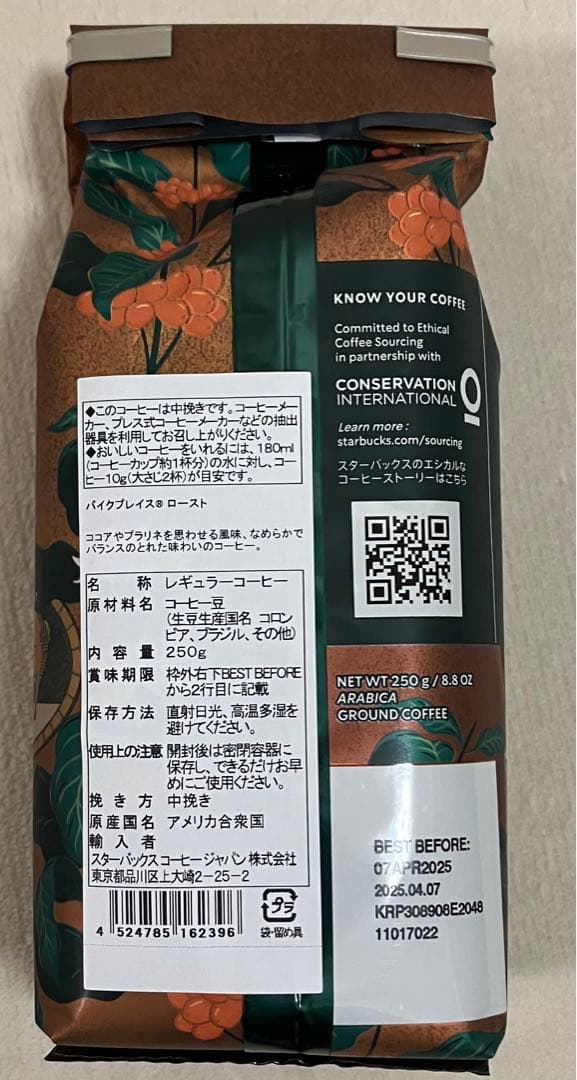 KNOW YOUR COFFEE
Committed to Ethical
Coffee Sourcing
in partnership with
CONSERVATION
INTERNATIONAL
Learn more :
starbucks.com/sourcing
スターバックスのエシカルな
コーヒーストーリーはこちら
NET WT 250 g / 8.8 OZ
ARABICA
GROUND COFFEE
BEST BEFORE:
07APR2025
2025.04.07
KRP308908E2048
11017022
◆このコーヒーは中挽きです。コーヒーメー
カー、プレス式コーヒーメーカーなどの抽出
器具を利用してお召し上がりください。
◆おいしいコーヒーをいれるには、180ml
(コーヒーカップ約1杯分)の水に対し、コー
ヒー10g(大さじ2杯)が目安です。
パイクプレイス® ロースト
ココアやプラリネを思わせる風味、なめらかで
バランスのとれた味わいのコーヒー。
名 称 レギュラーコーヒー
原材料名 コーヒー豆
(生豆生産国名 コロン
ビア、ブラジル、その他)
内 容 量 250g
賞味期限 枠外右下BEST BEFORE
から2行目に記載
保存方法 直射日光、高温多湿を
避けてください。
使用上の注意 開封後は密閉容器に
保存し、できるだけお早
めにご使用ください。
挽 き 方 中挽き
原産国名 アメリカ合衆国
輸 入 者
スターバックス コーヒー ジャパン 株式会社
東京都品川区上大崎2-25-2
4 524785 162396
プラ
袋・留め具